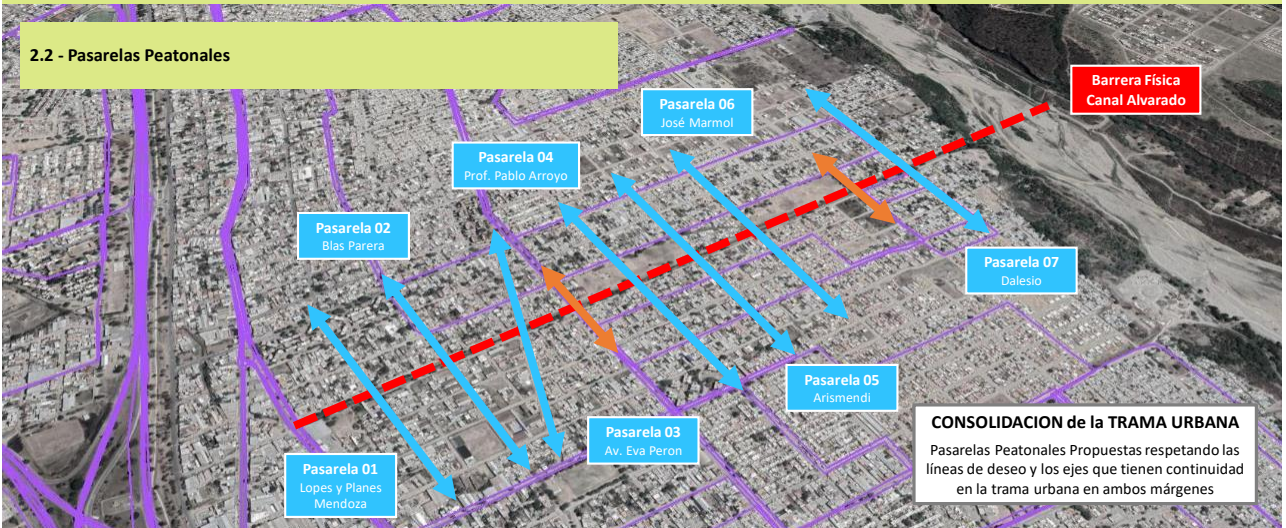 2.2 - Pasarelas Peatonales
Barrera Física
Canal Alvarado
Pasarela 06
José Marmol
Pasarela 04
Prof. Pablo Arroyo
Pasarela 02
Blas Parera
Pasarela 07
Dalesio
Pasarela 05
Arismendi
Pasarela 03
Av. Eva Peron
Pasarela 01
Lopes y Planes
Mendoza
CONSOLIDACION de la TRAMA URBANA
Pasarelas Peatonales Propuestas respetando las
líneas de deseo y los ejes que tienen continuidad
en la trama urbana en ambos márgenes